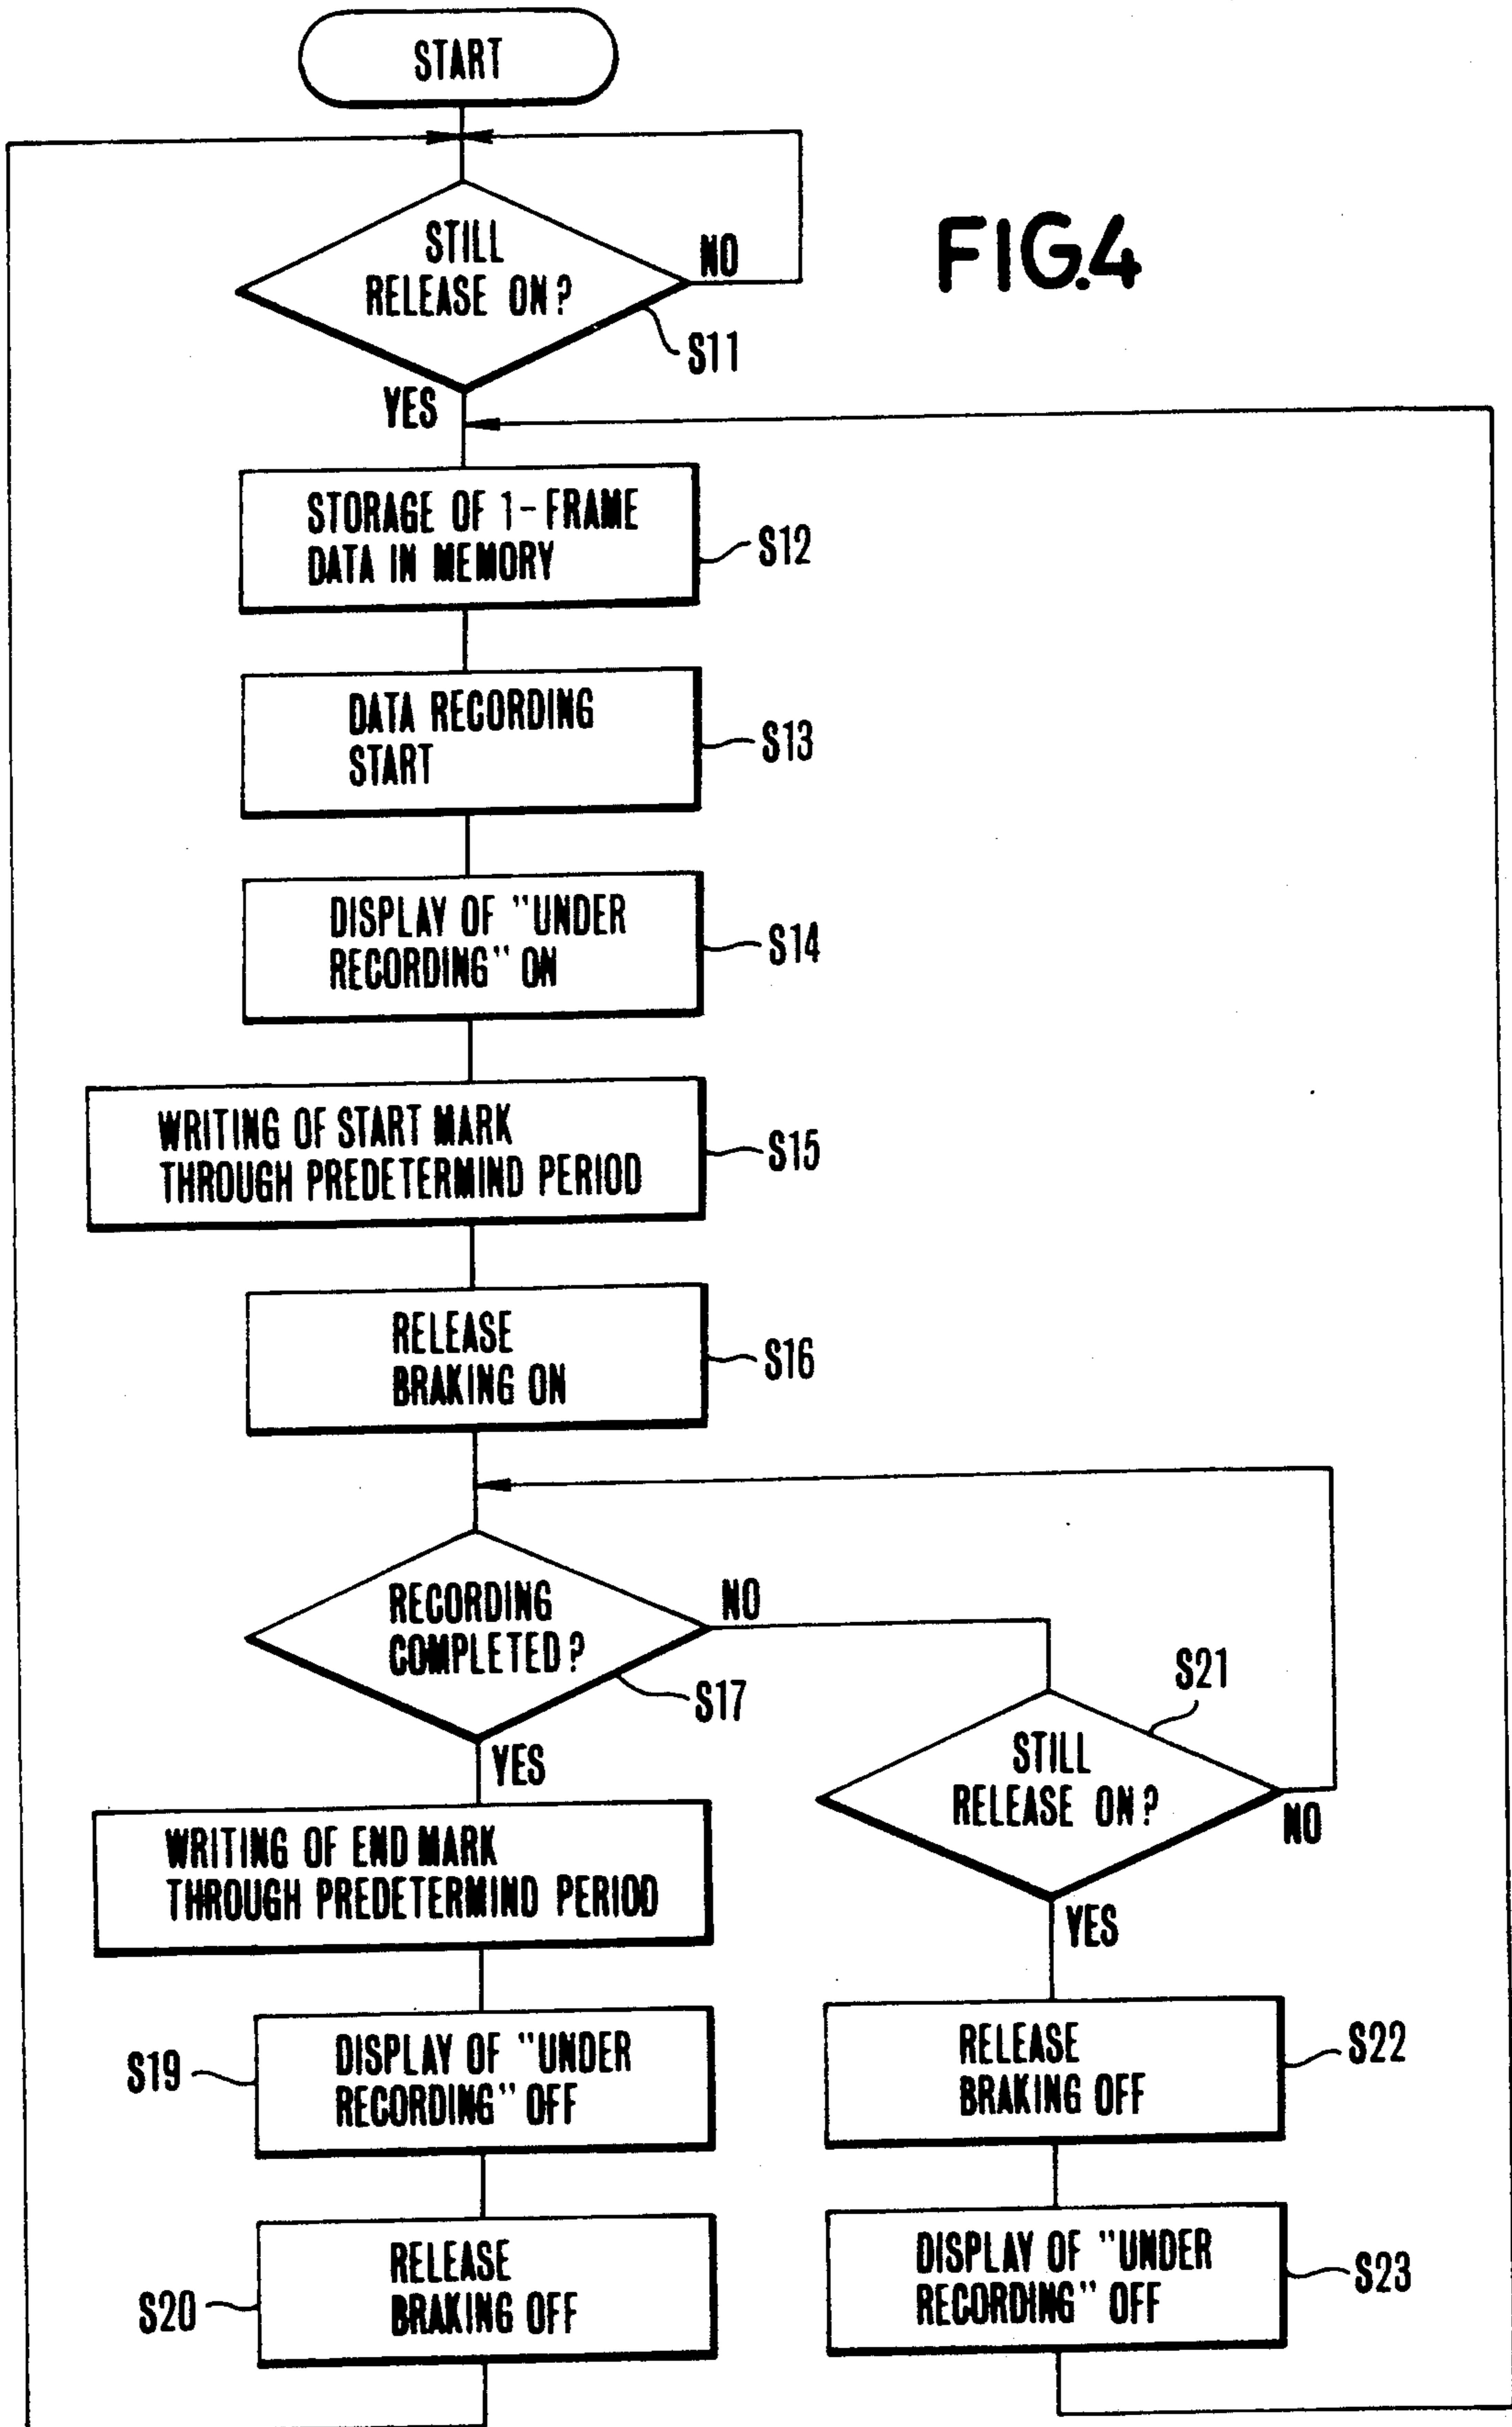 START
STILL
RELEASE ON?
NO
FIG.4
S11
YES
STORAGE OF 1-FRAME
DATA IN MEMORY
S12
DATA RECORDING
START
S13
DISPLAY OF "UNDER
RECORDING" ON
S14
WRITING OF START MARK
THROUGH PREDETERMIND PERIOD
S15
RELEASE
BRAKING ON
S16
RECORDING
COMPLETED?
NO
S17
YES
S21
STILL
RELEASE ON?
NO
YES
WRITING OF END MARK
THROUGH PREDETERMIND PERIOD
S19
DISPLAY OF "UNDER
RECORDING" OFF
RELEASE
BRAKING OFF
S22
S20
RELEASE
BRAKING OFF
DISPLAY OF "UNDER
RECORDING" OFF
S23